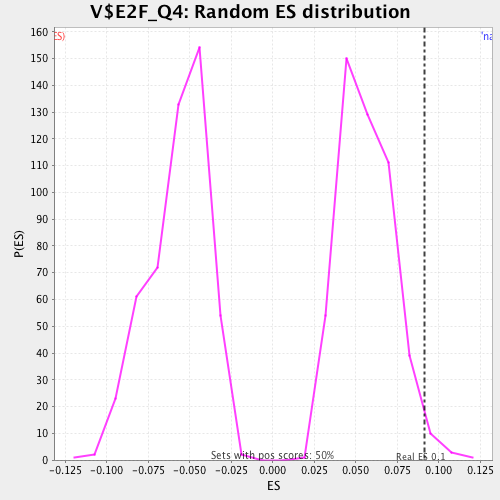 V$E2F_Q4: Random ES distribution
ES)
'na
160
150
140
130
120
110
100
90
80
70
60
50
40
30
20
10
0
P(ES)
Sets with pos scores: 50%
Real ES 0,1
-0.125 -0.100 -0.075 -0.050 -0.025 0.000 0.025 0.050 0.075 0.100 0.125
ES